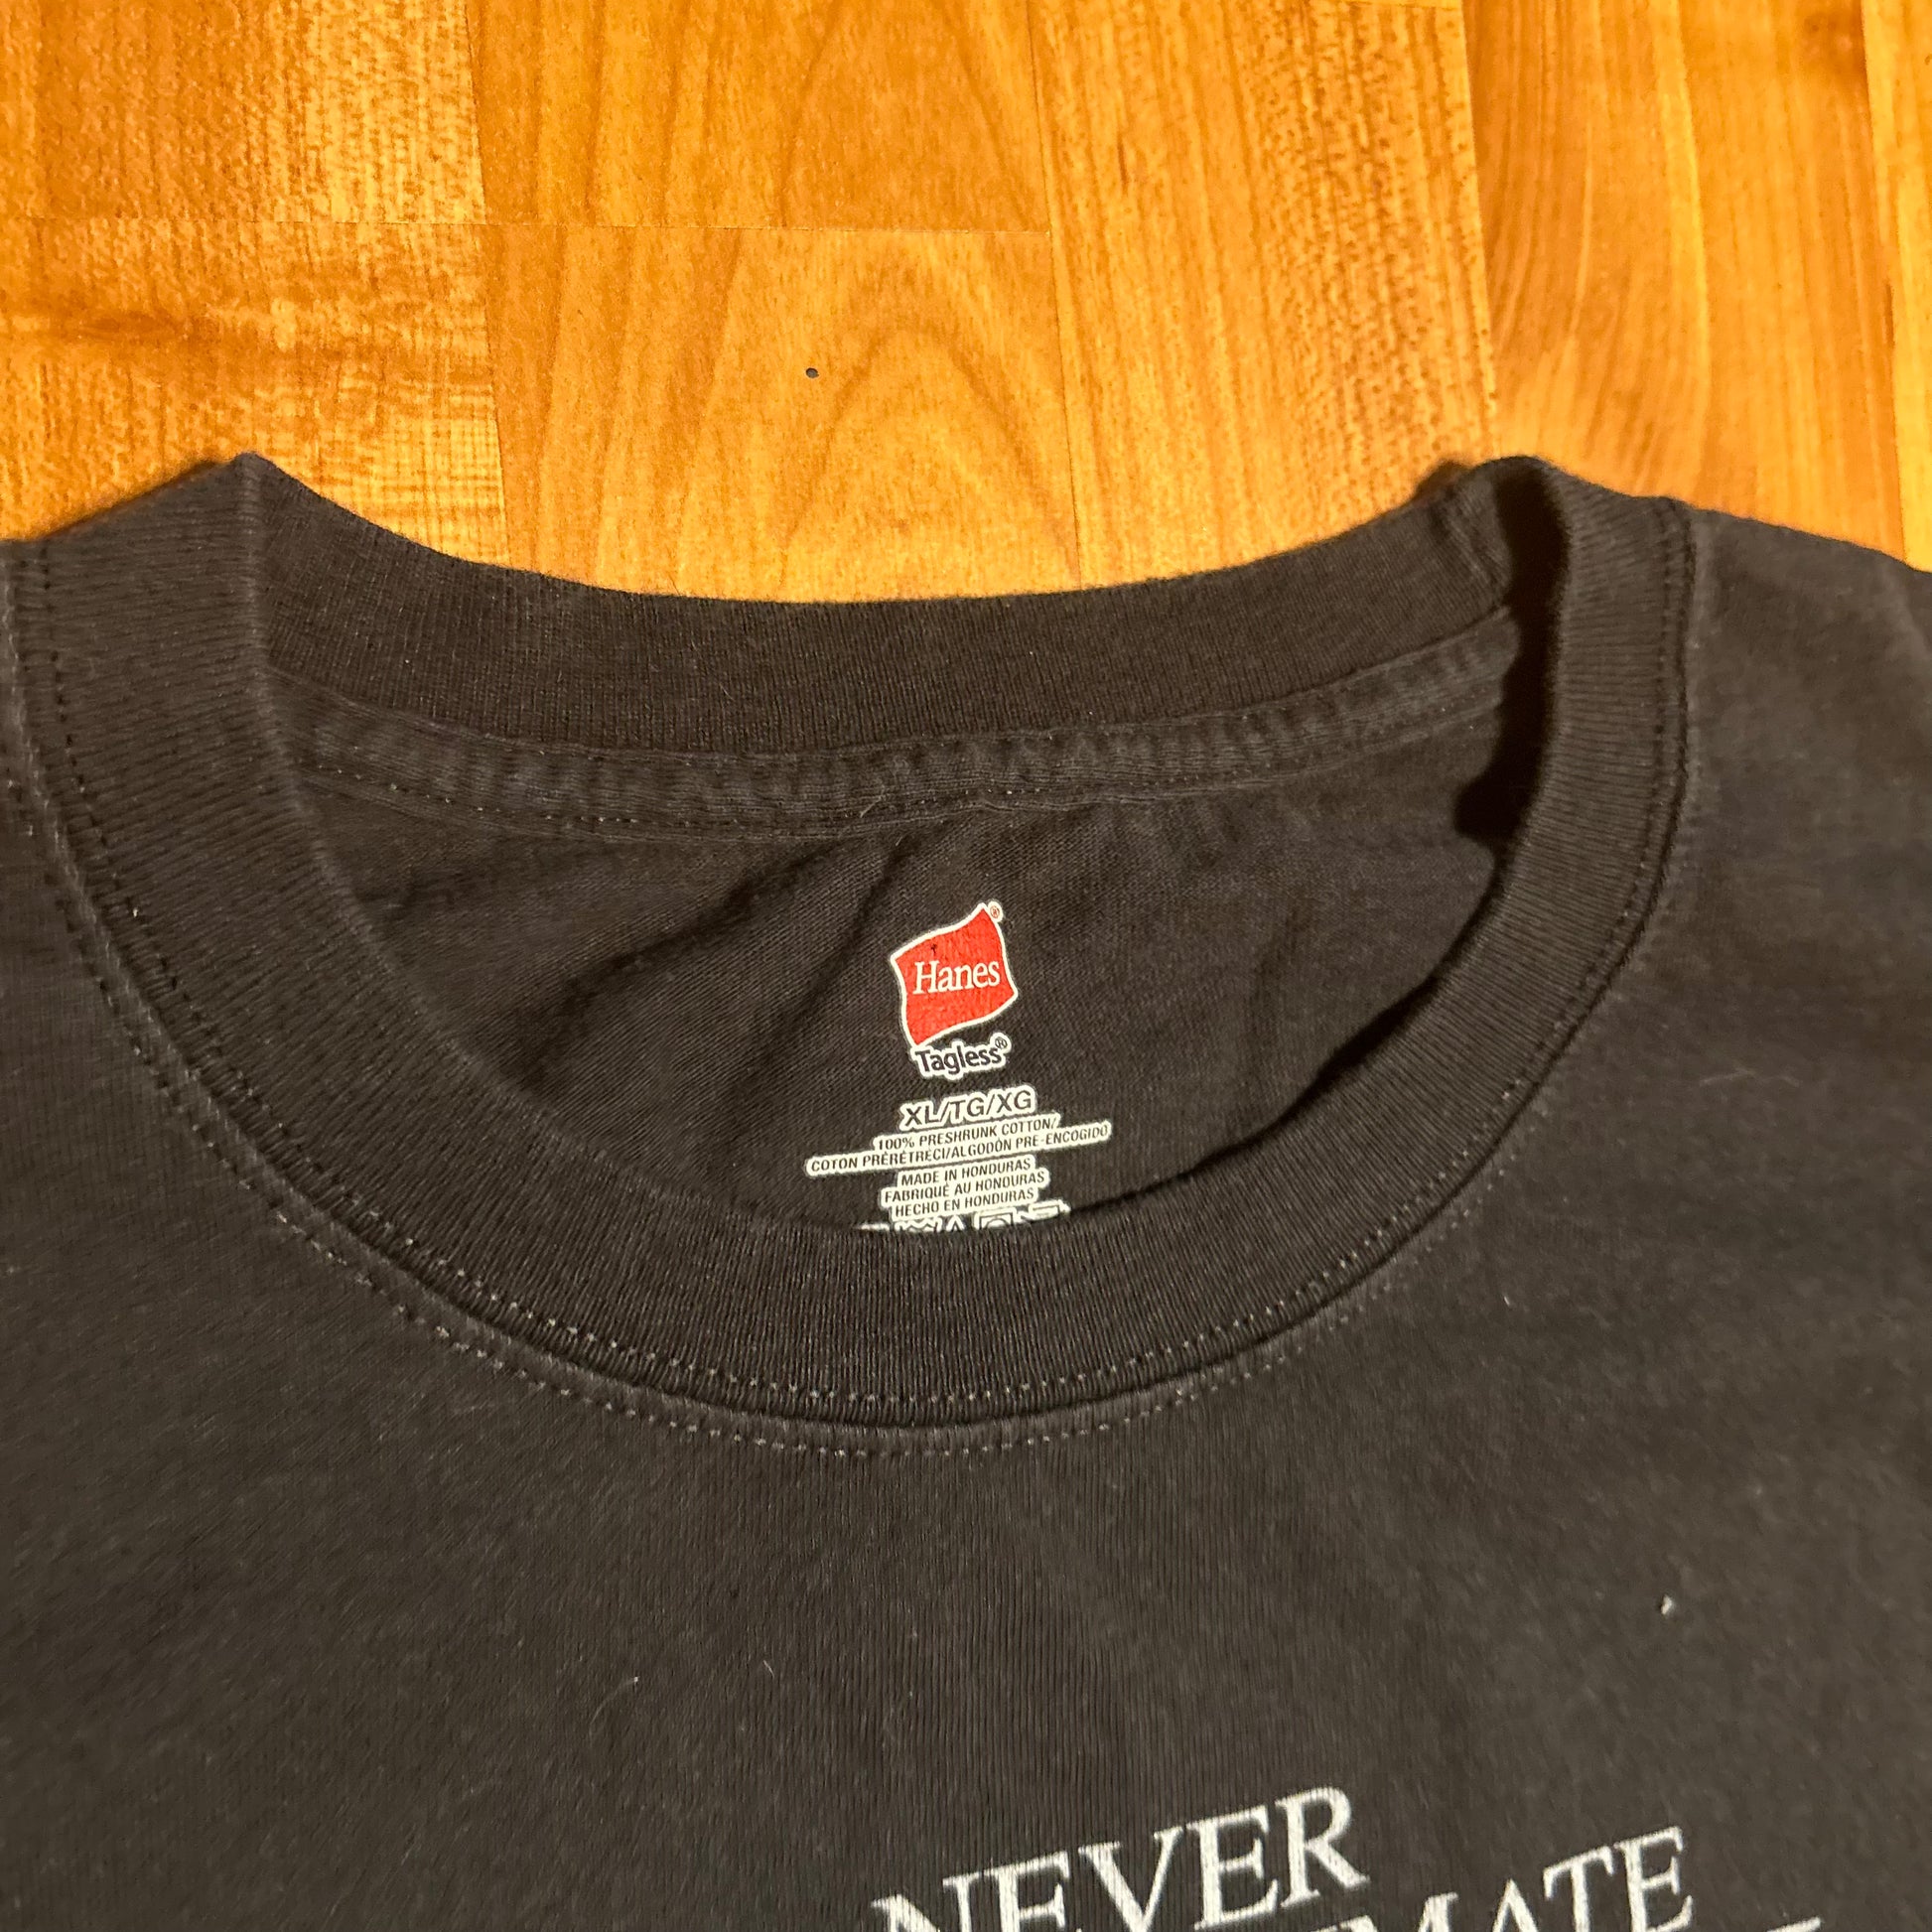 Hanes®
Tagless®
XL/TG/XG
100% PRESHRUNK COTTON/
COTON PRÉRÉTRECI/ALGODÓN PRE-ENCOGIDO
MADE IN HONDURAS
FABRIQUÉ AU HONDURAS
HECHO EN HONDURAS
NEVER